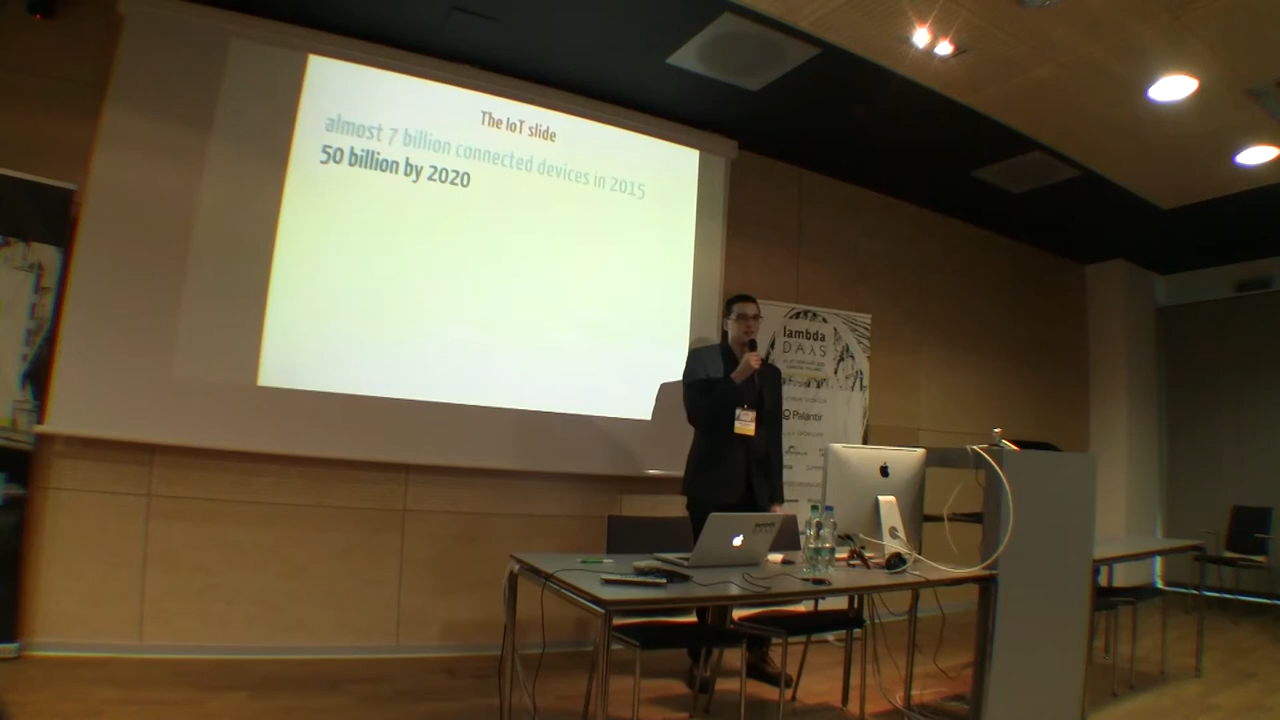 The IoT slide
almost 7 billion connected devices in 2015
50 billion by 2020
lambda
DAYS
Palantir